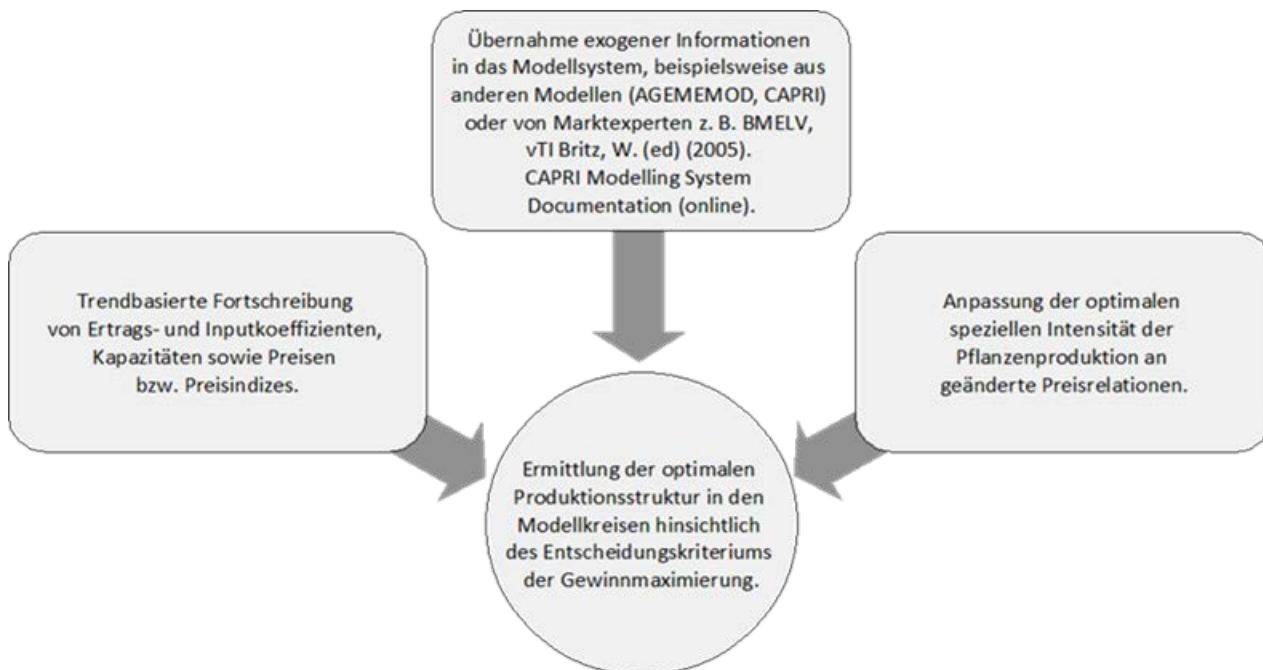 Übernahme exogener Informationen
in das Modellsystem, beispielsweise aus
anderen Modellen (AGEMEMOD, CAPRI)
oder von Marktexperten z. B. BMELV,
vTI Britz, W. (ed) (2005).
CAPRI Modelling System
Documentation (online).
Trendbasierte Fortschreibung
von Ertrags- und Inputkoeffizienten,
Kapazitäten sowie Preisen
bzw. Preisindizes.
Anpassung der optimalen
speziellen Intensität der
Pflanzenproduktion an
geänderte Preisrelationen.
Ermittlung der optimalen
Produktionsstruktur in den
Modellkreisen hinsichtlich
des Entscheidungskriteriums
der Gewinnmaximierung.